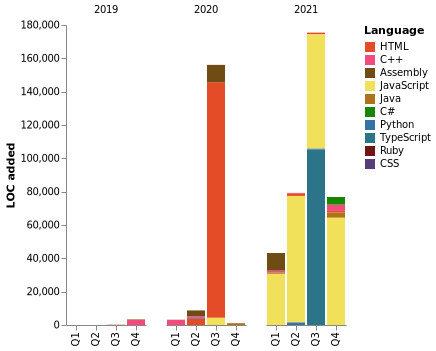 2019 2020 2021
180,000
160,000
140,000
120,000
100,000
80,000
60,000
40,000
20,000
0
LOC added
Q1 Q2 Q3 Q4 Q1 Q2 Q3 Q4 Q1 Q2 Q3 Q4
Language
HTML
C++
Assembly
JavaScript
Java
C#
Python
TypeScript
Ruby
CSS